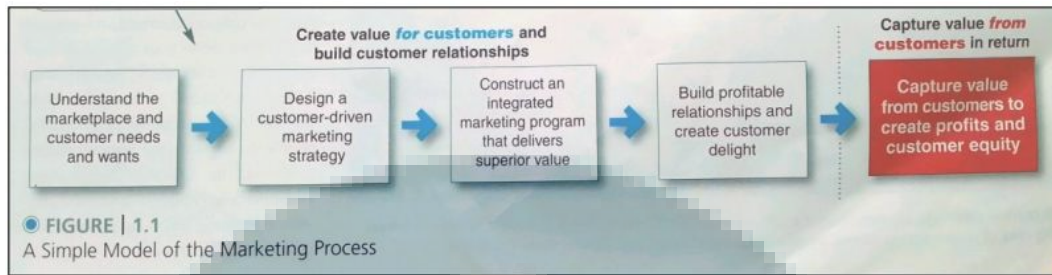 Create value for customers and
build customer relationships
Capture value from
customers in return
Understand the
marketplace and
customer needs
and wants
Design a
customer-driven
marketing
strategy
Construct an
integrated
marketing program
that delivers
superior value
Build profitable
relationships and
create customer
delight
Capture value
from customers to
create profits and
customer equity
FIGURE | 1.1
A Simple Model of the Marketing Process